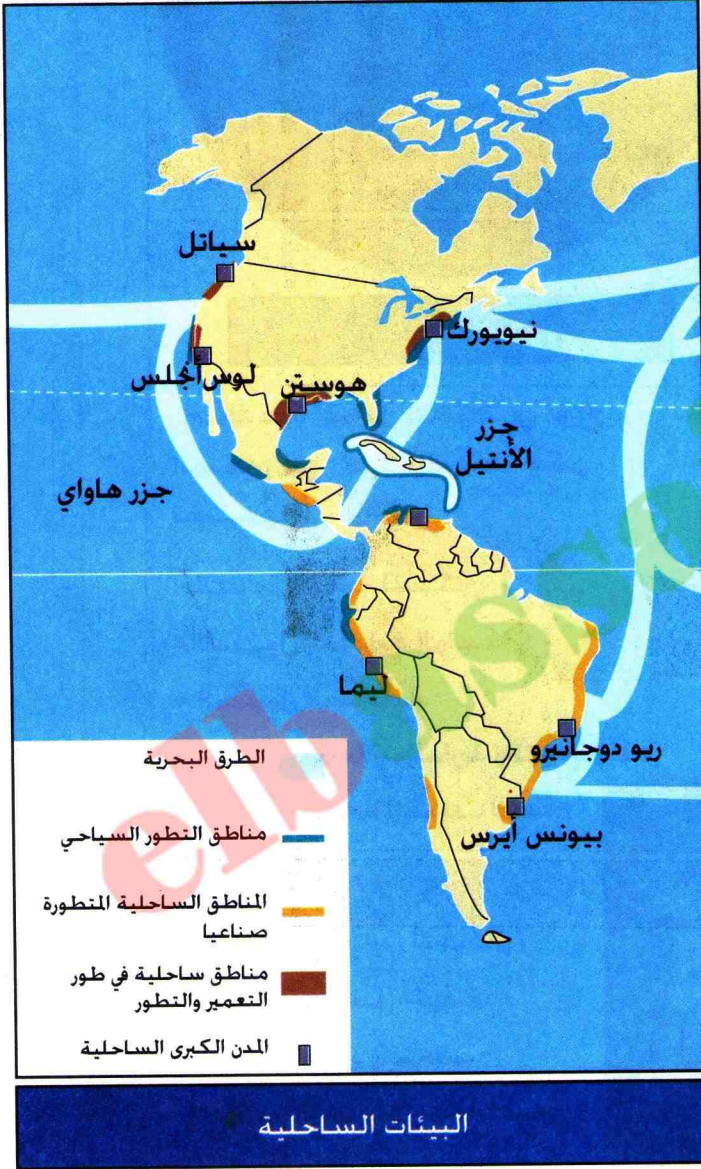 سياتل
نيويورك
لوس أنجلس
هوستن
جزر
الأنتيل
جزر هاواي
ليما
ريو دوجانيرو
بيونس أيرس
الطرق البحرية
مناطق التطور السياحي
المناطق الساحلية المتطورة
صناعيا
مناطق ساحلية في طور
التعمير والتطور
المدن الكبرى الساحلية
البيئات الساحلية